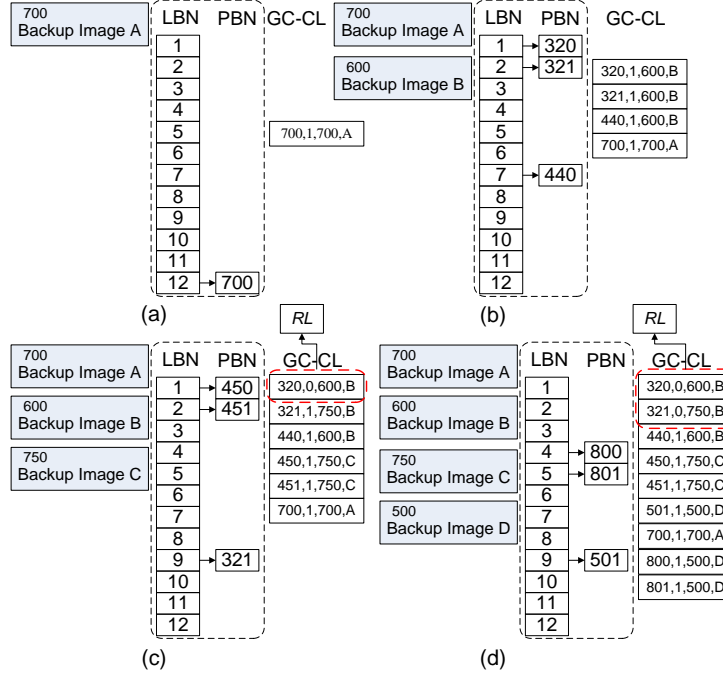 700
Backup Image A
LBN PBN GC-CL
1
2
3
4
5
700,1,700,A
6
7
8
9
10
11
12 700
(a)
700
Backup Image A
600
Backup Image B
LBN PBN GC-CL
1 320
2 321
3
4
5
6
7 440
8
9
10
11
12
320,1,600,B
321,1,600,B
440,1,600,B
700,1,700,A
(b)
RL
700
Backup Image A
600
Backup Image B
750
Backup Image C
LBN PBN GC-CL
1 450
2 451
3
4
5
6
7
8
9 321
10
11
12
320,0,600,B
321,1,750,B
440,1,600,B
450,1,750,C
451,1,750,C
700,1,700,A
(c)
RL
700
Backup Image A
600
Backup Image B
750
Backup Image C
500
Backup Image D
LBN PBN GC-CL
1
2
3
4 800
5 801
6
7
8
9 501
10
11
12
320,0,600,B
321,0,750,B
440,1,600,B
450,1,750,C
451,1,750,C
501,1,500,D
700,1,700,A
800,1,500,D
801,1,500,D
(d)